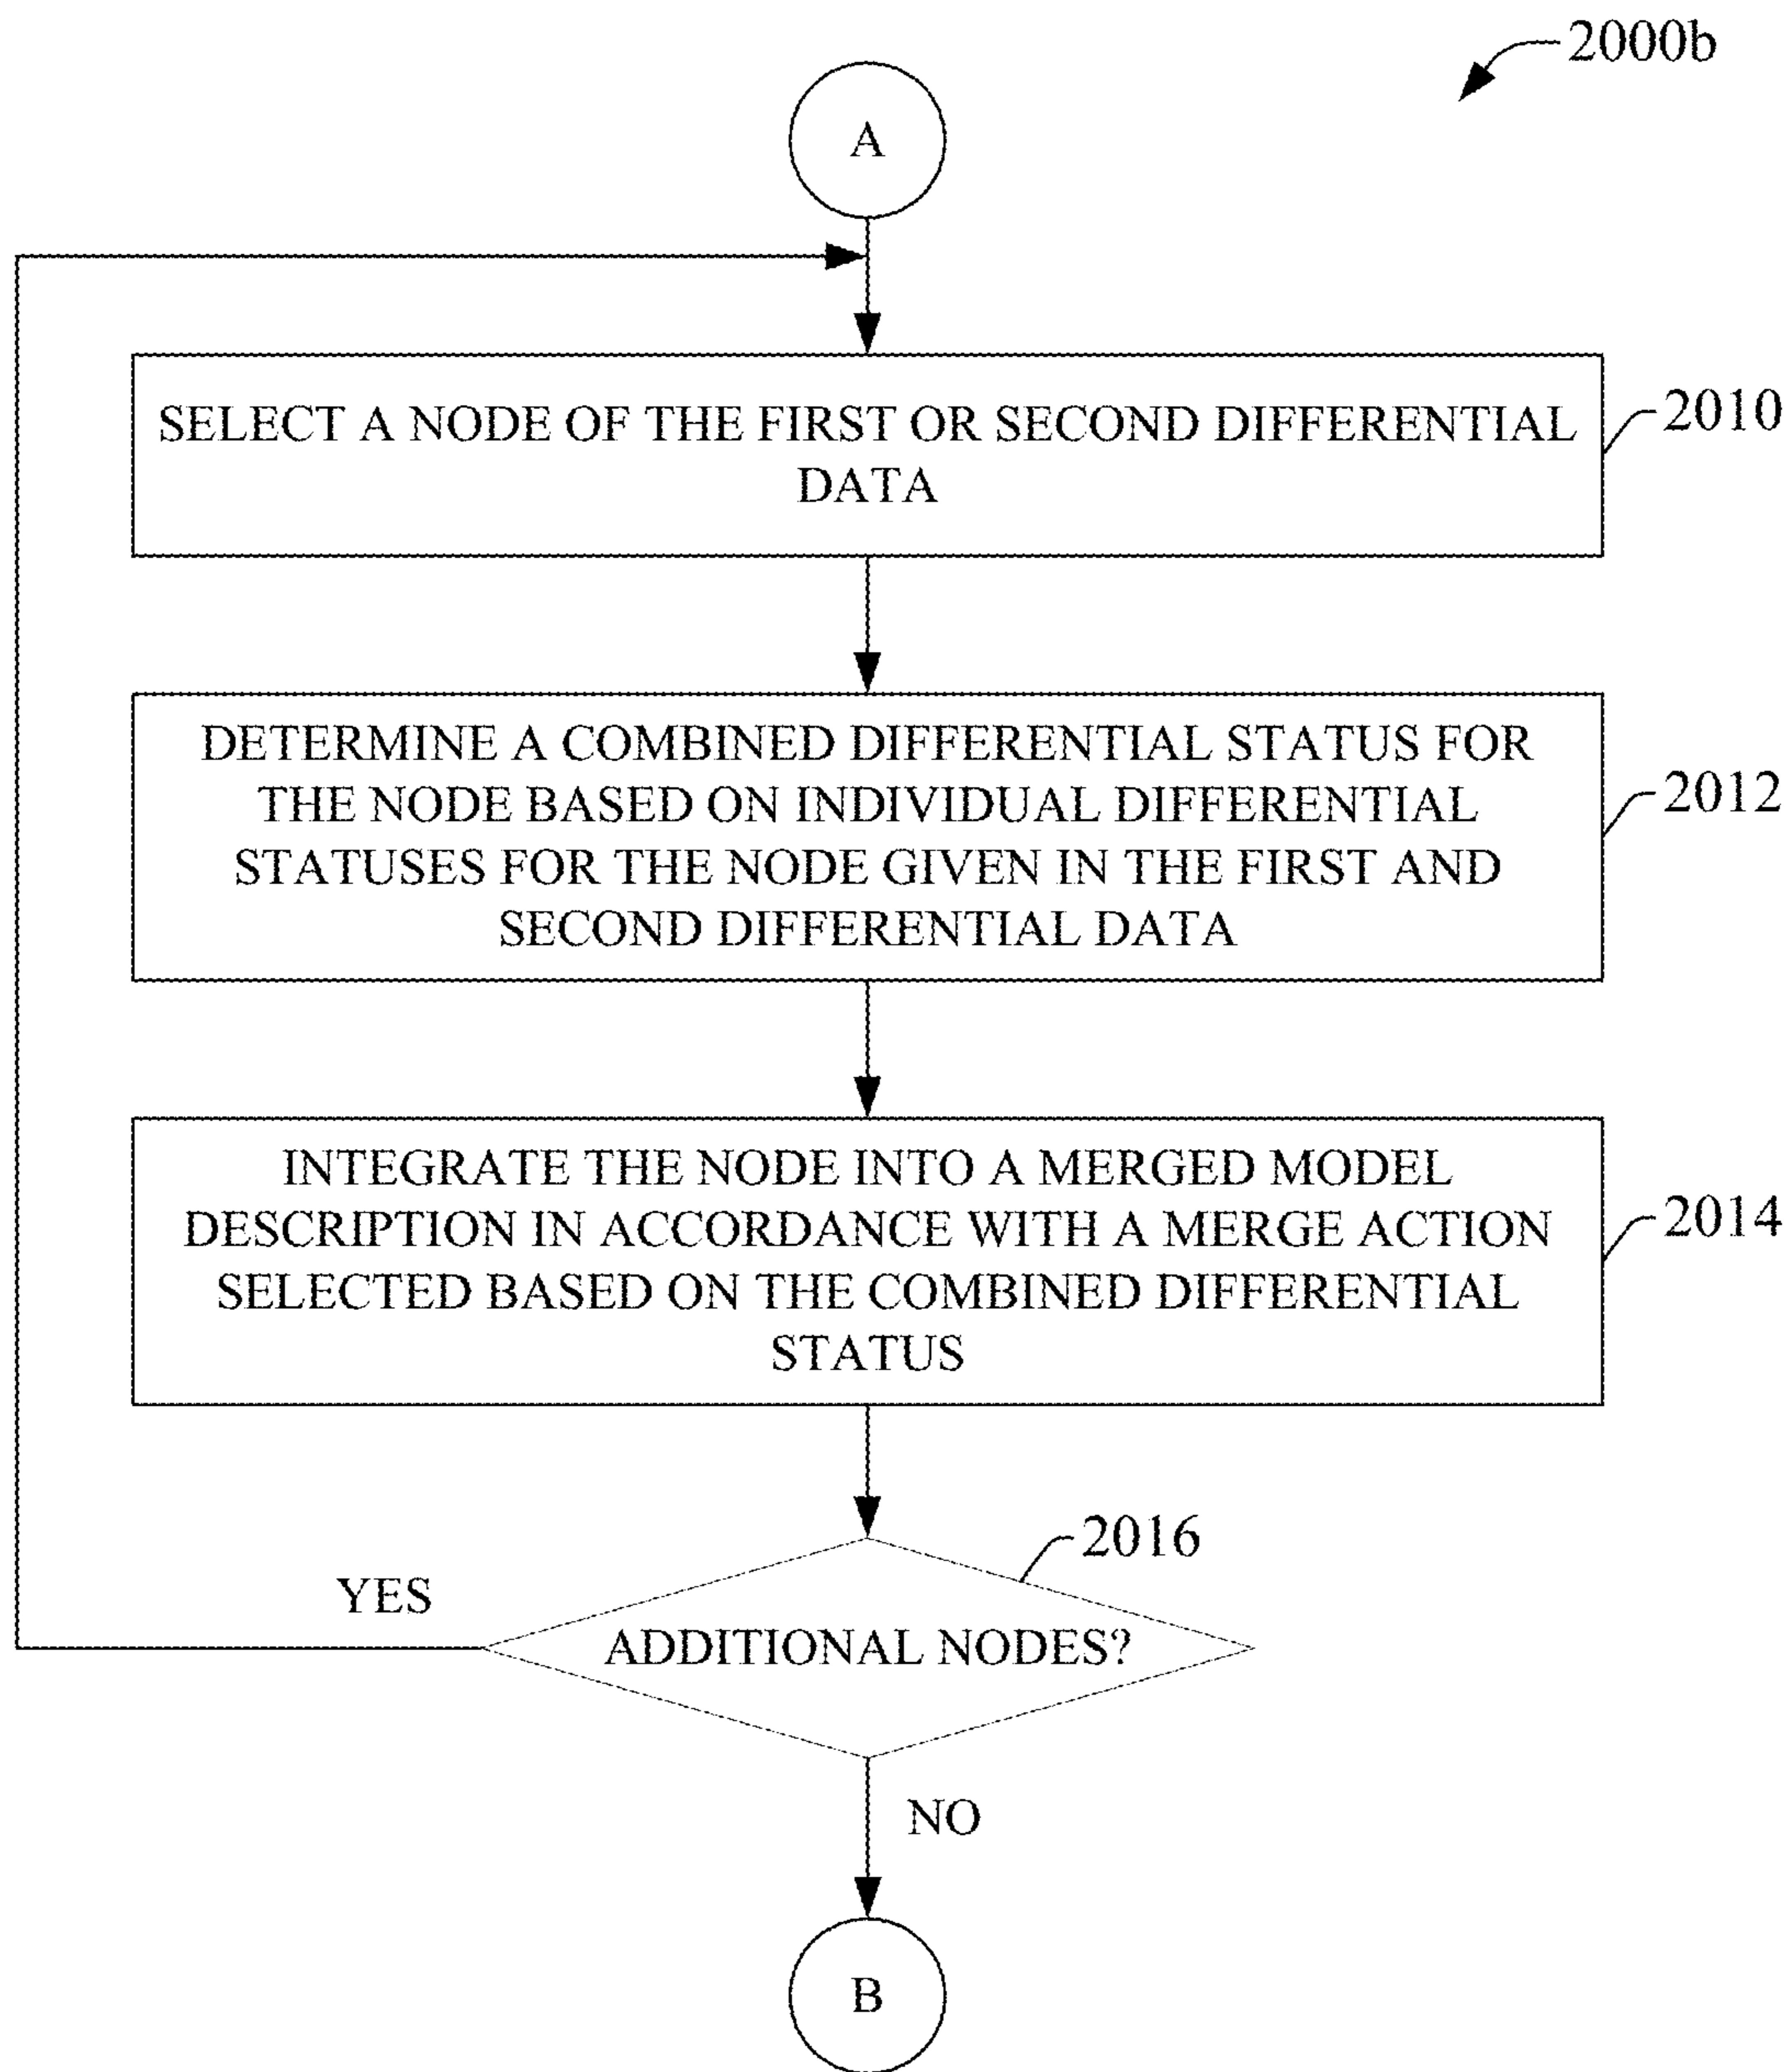 2000b
A
SELECT A NODE OF THE FIRST OR SECOND DIFFERENTIAL
DATA
2010
DETERMINE A COMBINED DIFFERENTIAL STATUS FOR
THE NODE BASED ON INDIVIDUAL DIFFERENTIAL
STATUSES FOR THE NODE GIVEN IN THE FIRST AND
SECOND DIFFERENTIAL DATA
2012
INTEGRATE THE NODE INTO A MERGED MODEL
DESCRIPTION IN ACCORDANCE WITH A MERGE ACTION
SELECTED BASED ON THE COMBINED DIFFERENTIAL
STATUS
2014
2016
YES
ADDITIONAL NODES?
NO
B